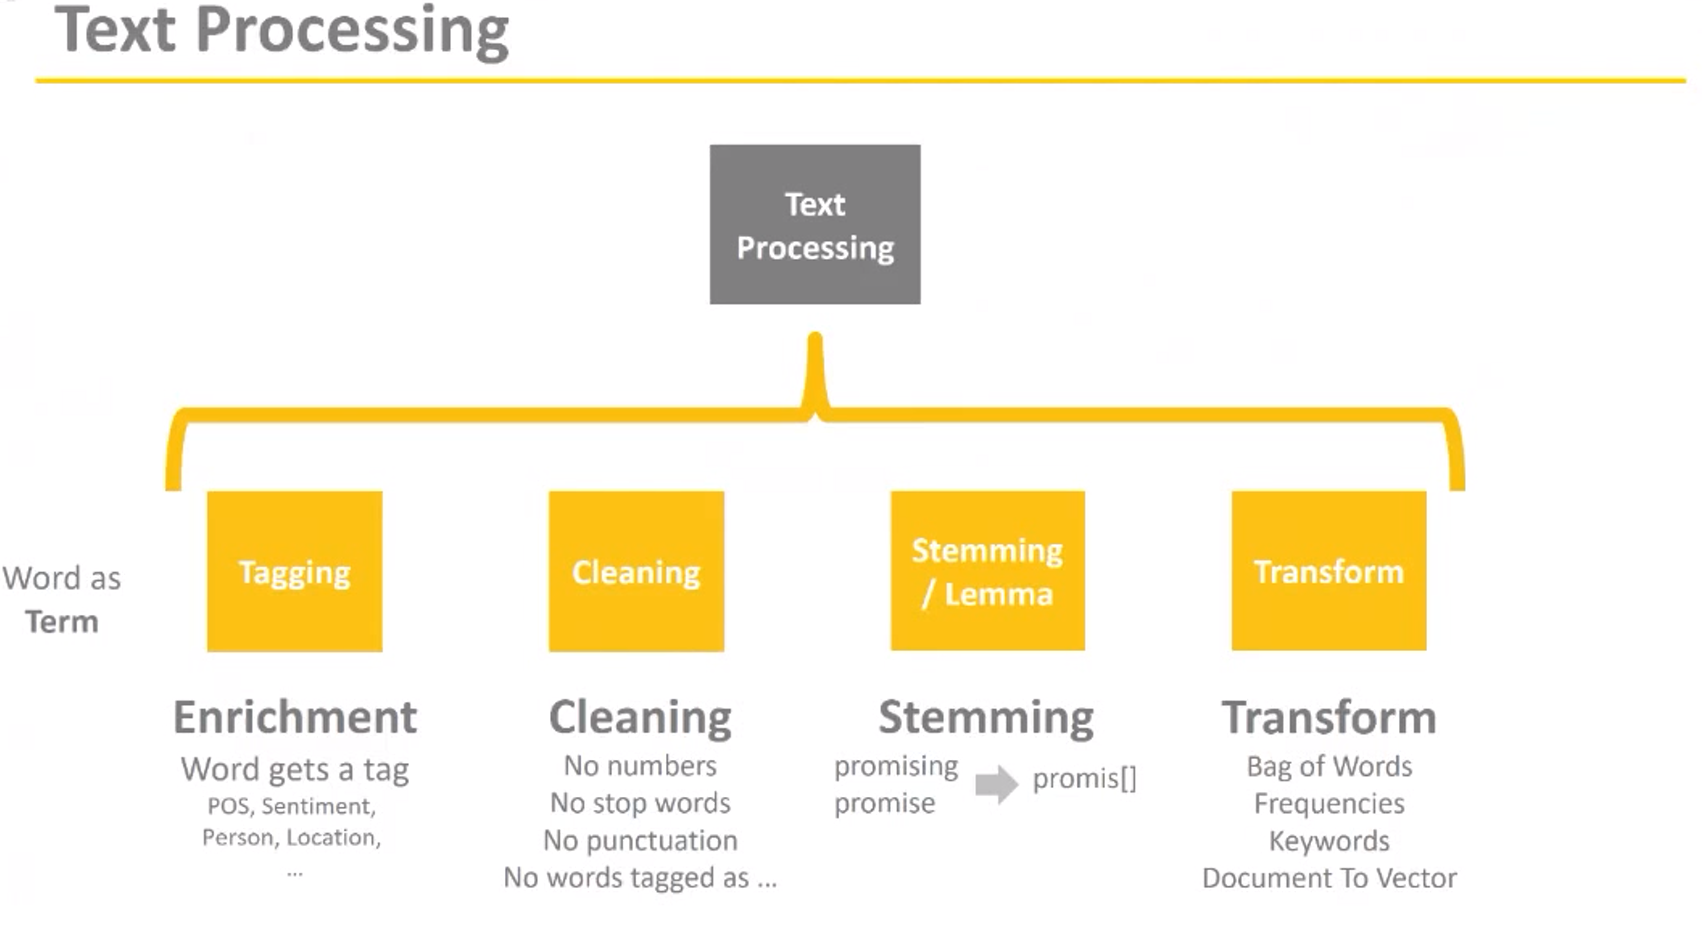 Text Processing
Text
Processing
Word as
Term
Tagging
Cleaning
Stemming
/ Lemma
Transform
Enrichment
Word gets a tag
POS, Sentiment,
Person, Location,
...
Cleaning
No numbers
No stop words
No punctuation
No words tagged as ...
Stemming
promising
promise
promis[]
Transform
Bag of Words
Frequencies
Keywords
Document To Vector